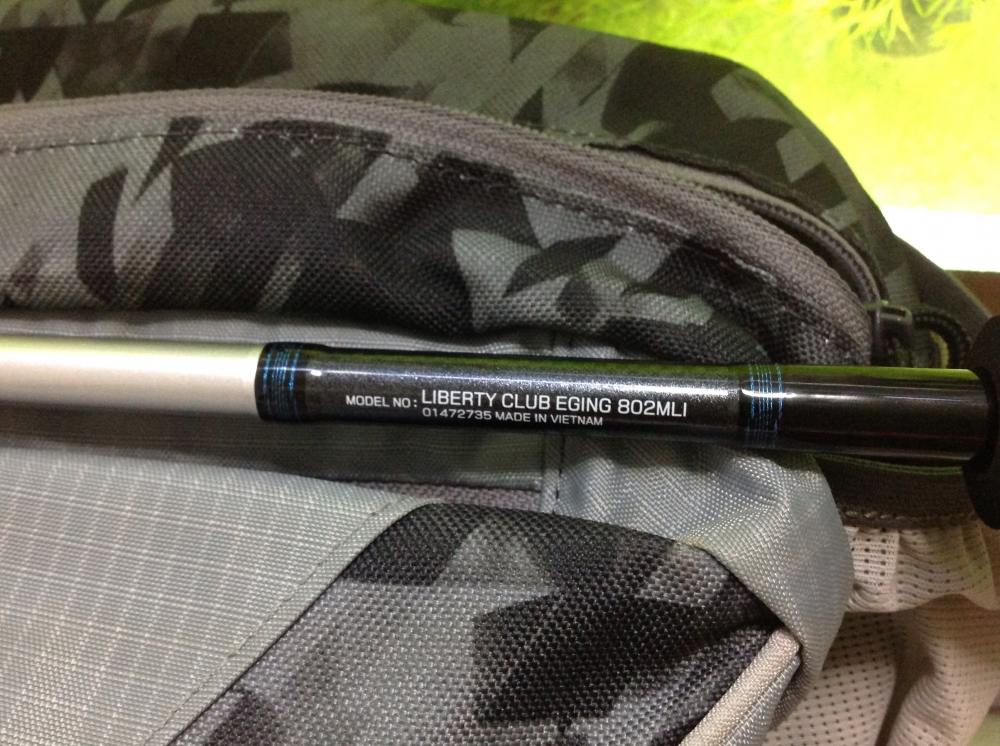 MODEL NO: LIBERTY CLUB EGING 802MLI
01472735 MADE IN VIETNAM